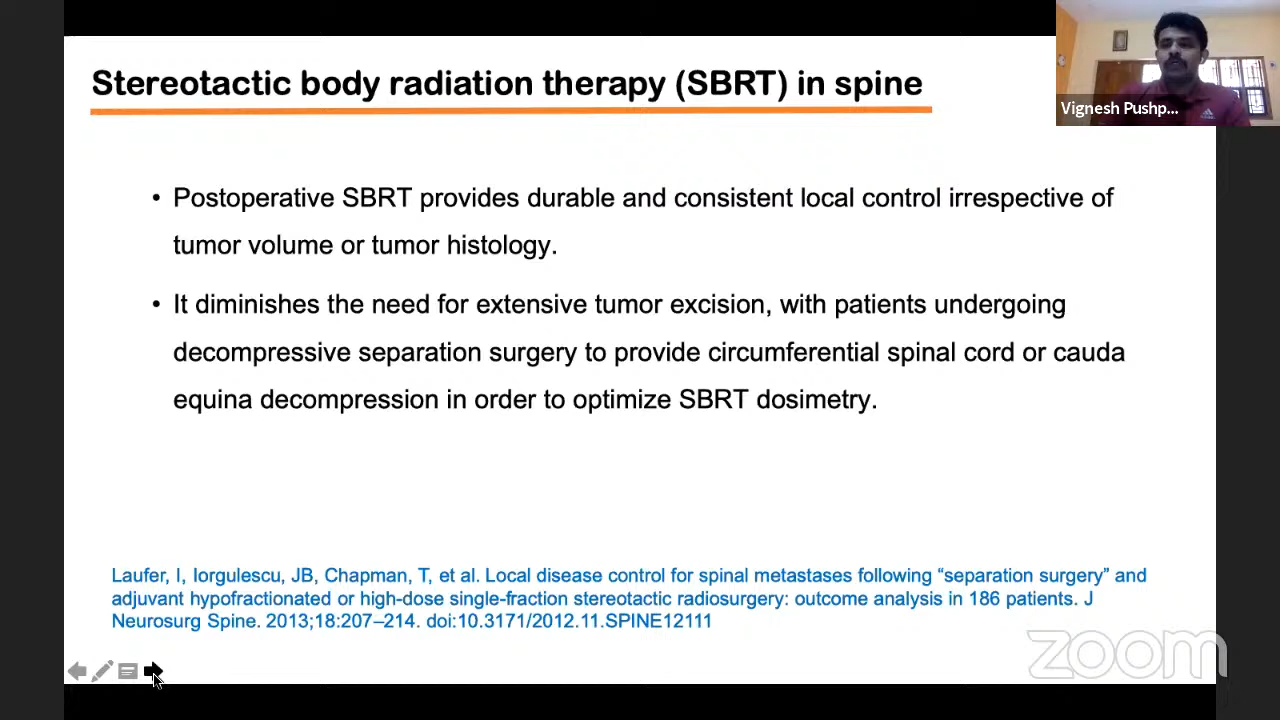 Stereotactic body radiation therapy (SBRT) in spine
Vignesh Pushp...
• Postoperative SBRT provides durable and consistent local control irrespective of
tumor volume or tumor histology.
• It diminishes the need for extensive tumor excision, with patients undergoing
decompressive separation surgery to provide circumferential spinal cord or cauda
equina decompression in order to optimize SBRT dosimetry.
Laufer, I, Iorgulescu, JB, Chapman, T, et al. Local disease control for spinal metastases following “separation surgery” and
adjuvant hypofractionated or high-dose single-fraction stereotactic radiosurgery: outcome analysis in 186 patients. J
Neurosurg Spine. 2013;18:207–214. doi:10.3171/2012.11.SPINE12111
zoom